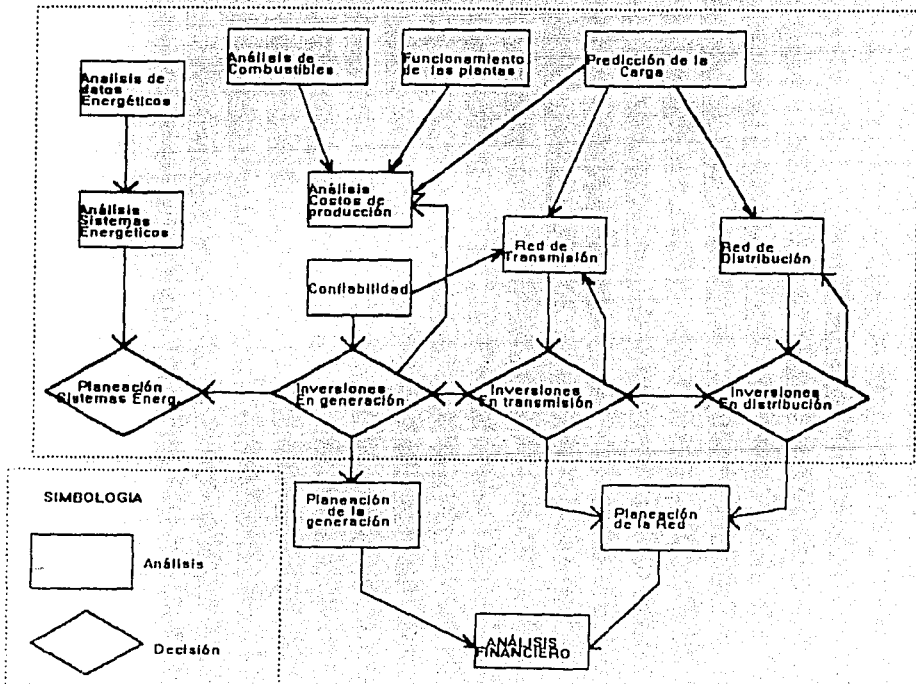 Análisis de
datos
Energéticos
Análisis de
Combustibles
Funcionamiento
de las plantas
Predicción de la
Carga
Análisis
Sistemas
Energéticos
Análisis
Costos de
producción
Red de
Transmisión
Red de
Distribución
Confiabilidad
Planeación
Sistemas Energ.
Inversiones
En generación
Inversiones
En transmisión
Inversiones
En distribución
SIMBOLOGIA
Análisis
Decisión
Planeación
de la
generación
Planeación
de la Red
ANÁLISIS
FINANCIERO